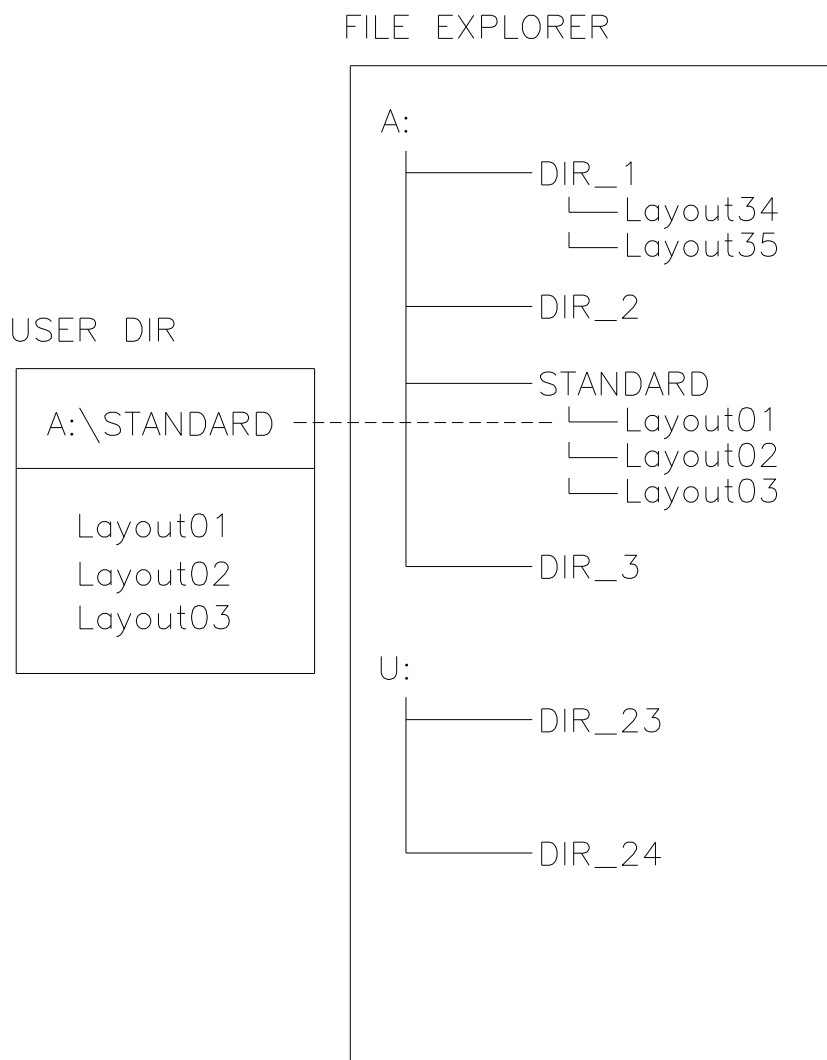 FILE EXPLORER
A:
DIR_1
Layout34
Layout35
DIR_2
STANDARD
Layout01
Layout02
Layout03
DIR_3
U:
DIR_23
DIR_24
USER DIR
A:\STANDARD
Layout01
Layout02
Layout03